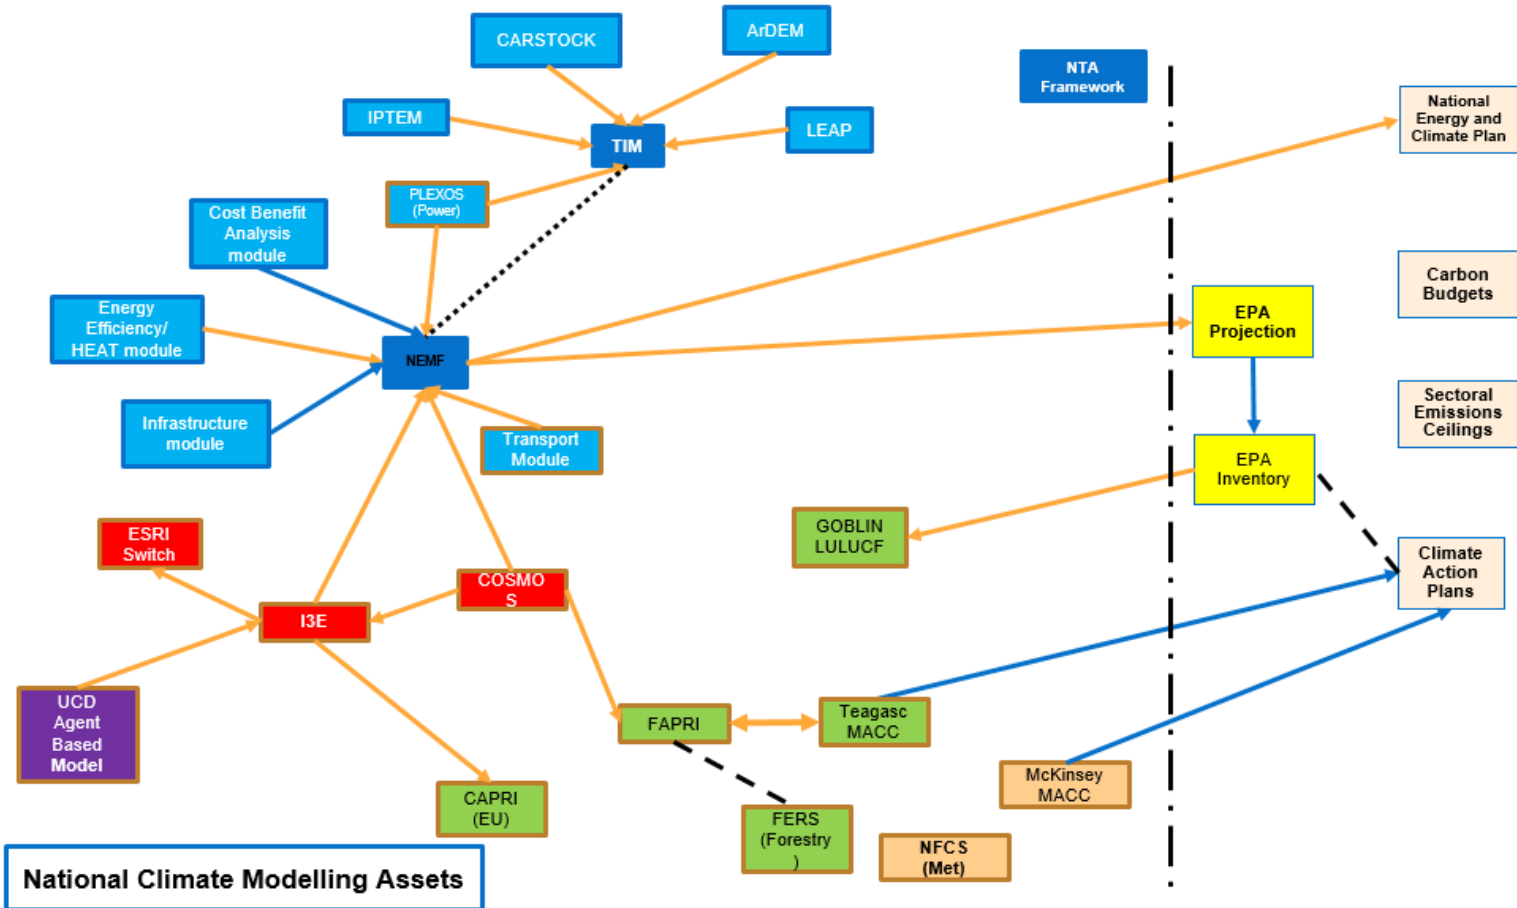 CARSTOCK
ArDEM
NTA
Framework
National
Energy and
Climate Plan
IPTEM
LEAP
TIM
PLEXOS
(Power)
Cost Benefit
Analysis
module
Carbon
Budgets
Energy
Efficiency/
HEAT module
EPA
Projection
NEMF
Sectoral
Emissions
Ceilings
Infrastructure
module
Transport
Module
EPA
Inventory
ESRI
Switch
GOBLIN
LULUCF
Climate
Action
Plans
COSMO
S
I3E
UCD
Agent
Based
Model
FAPRI
Teagasc
MACC
McKinsey
MACC
CAPRI
(EU)
FERS
(Forestry
)
NFCS
(Met)
National Climate Modelling Assets